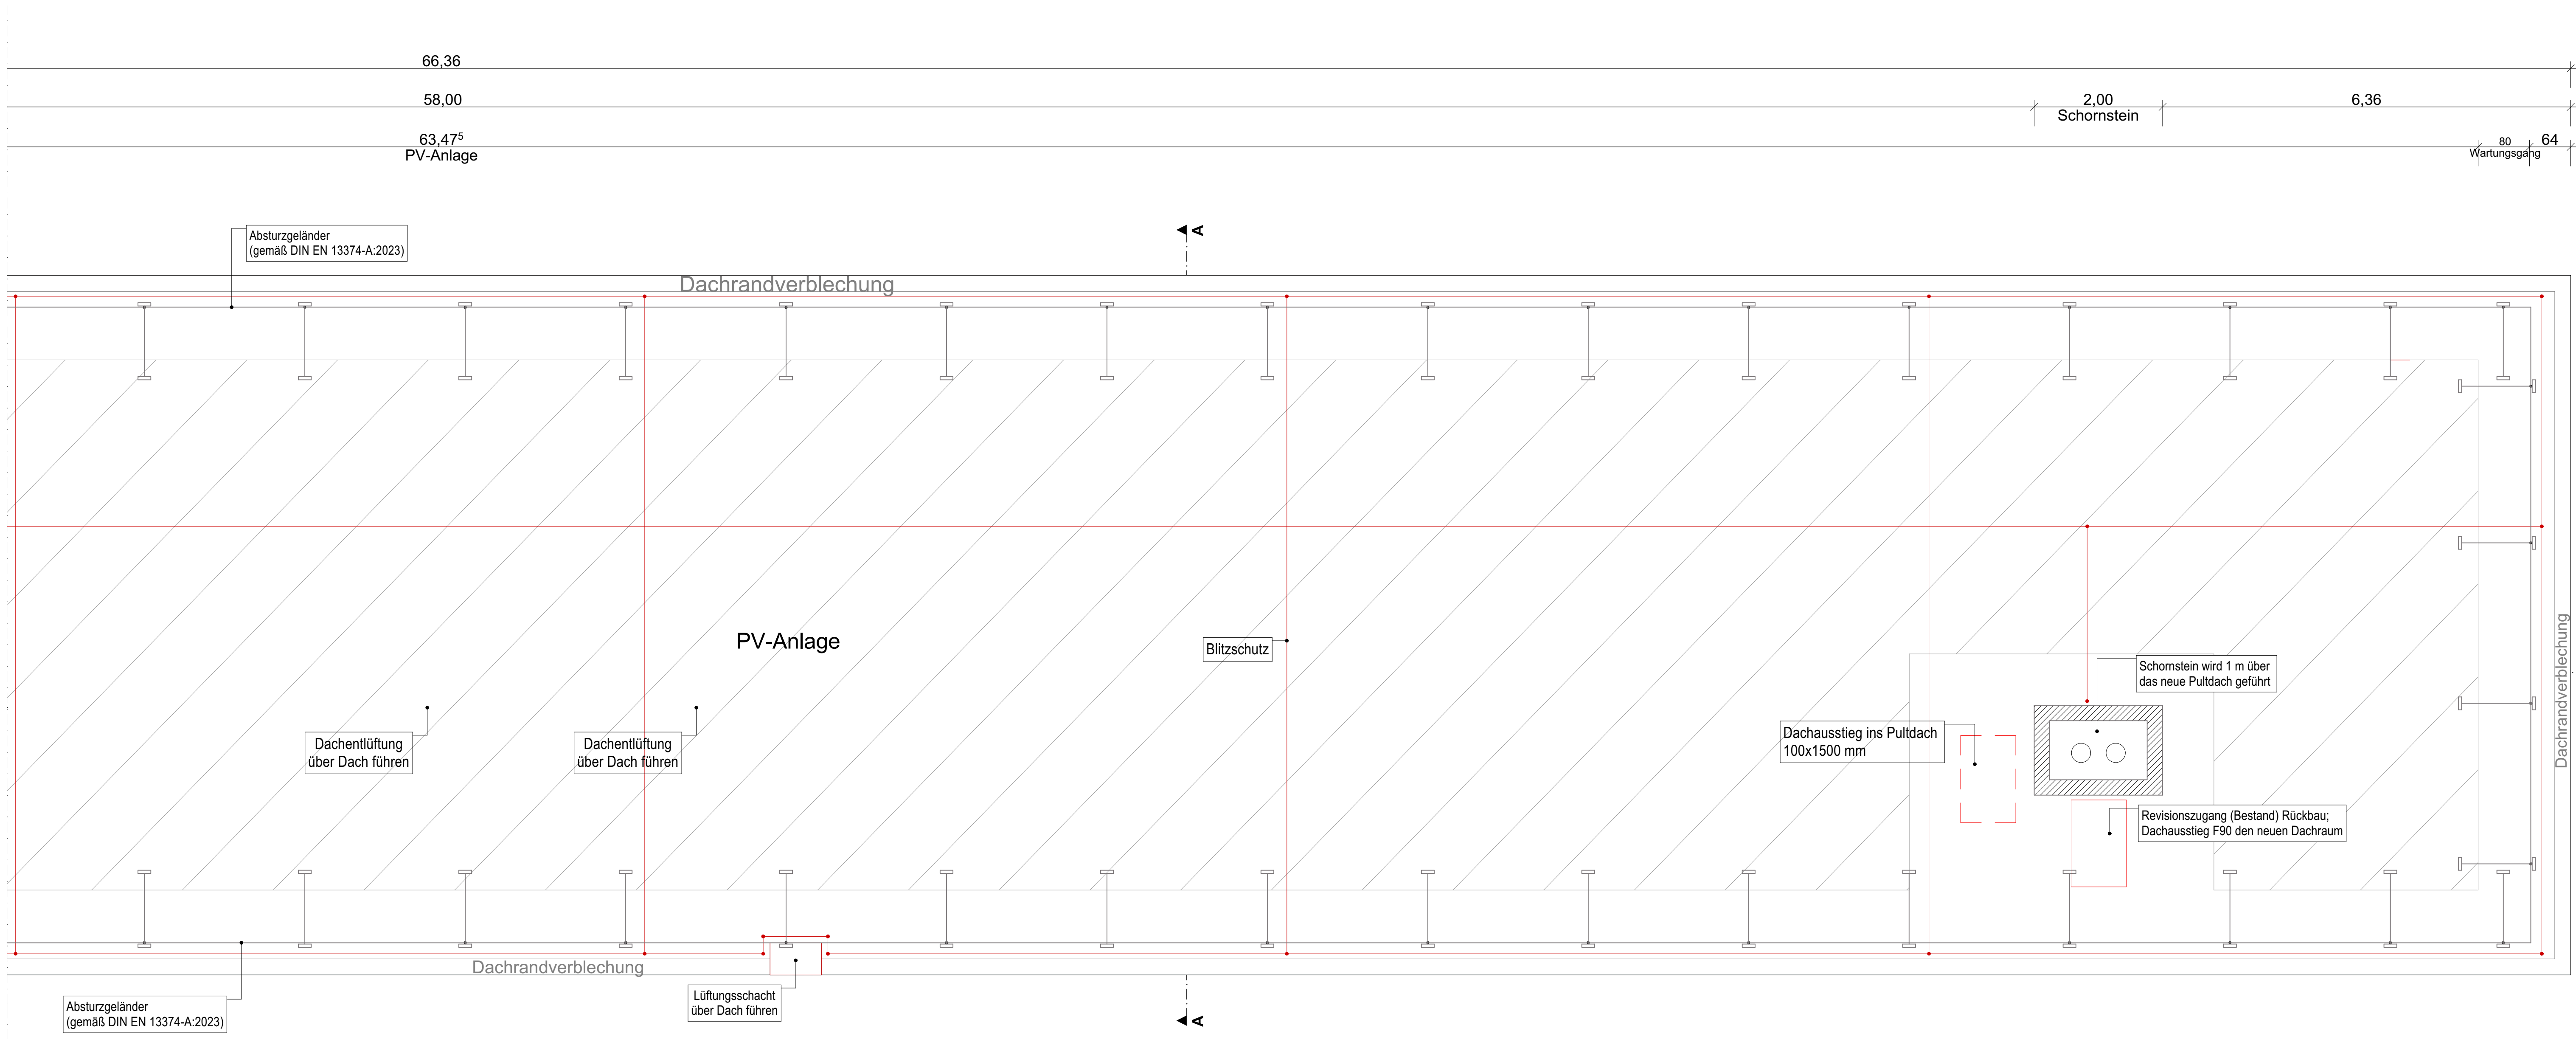 66,36
58,00
2,00
Schornstein
6,36
63,47⁵
PV-Anlage
80
Wartungsgang
64
Absturzgeländer
(gemäß DIN EN 13374-A:2023)
A
Dachrandverblechung
PV-Anlage
Blitzschutz
Dachentlüftung
über Dach führen
Dachentlüftung
über Dach führen
Dachausstieg ins Pultdach
100x1500 mm
Schornstein wird 1 m über
das neue Pultdach geführt
Revisionszugang (Bestand) Rückbau;
Dachausstieg F90 den neuen Dachraum
Dachrandverblechung
Dachrandverblechung
Absturzgeländer
(gemäß DIN EN 13374-A:2023)
Lüftungsschacht
über Dach führen
A